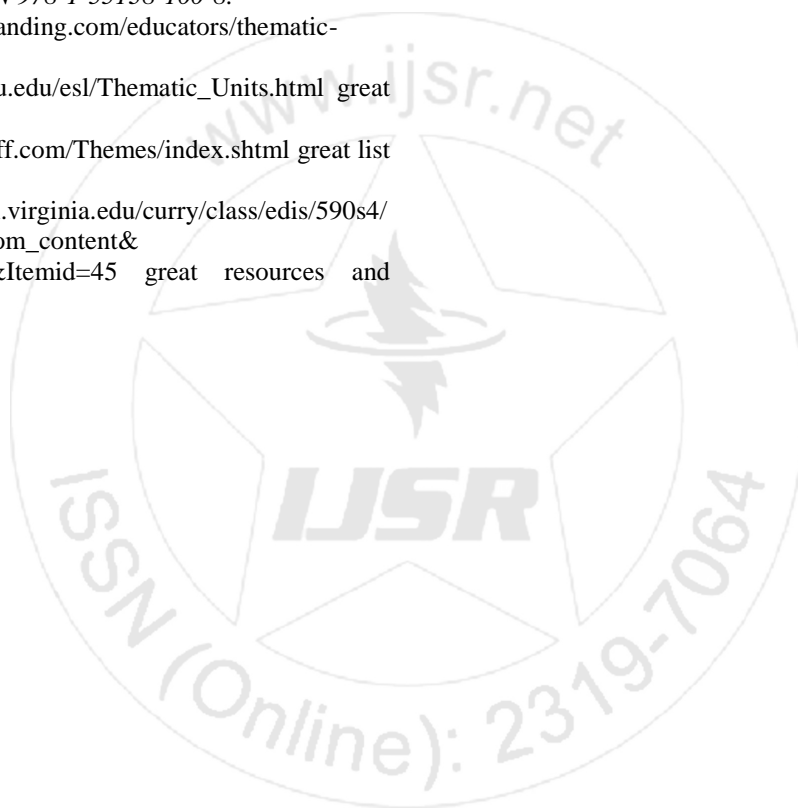 978-1-55138-100-8.
anding.com/educators/thematic-
u.edu/esl/Thematic_Units.html great
ff.com/Themes/index.shtml great list
.virginia.edu/curry/class/edis/590s4/
om_content&
&Itemid=45 great resources and
www.ijsr.net
IJSR
ISSN (Online): 2319-7064